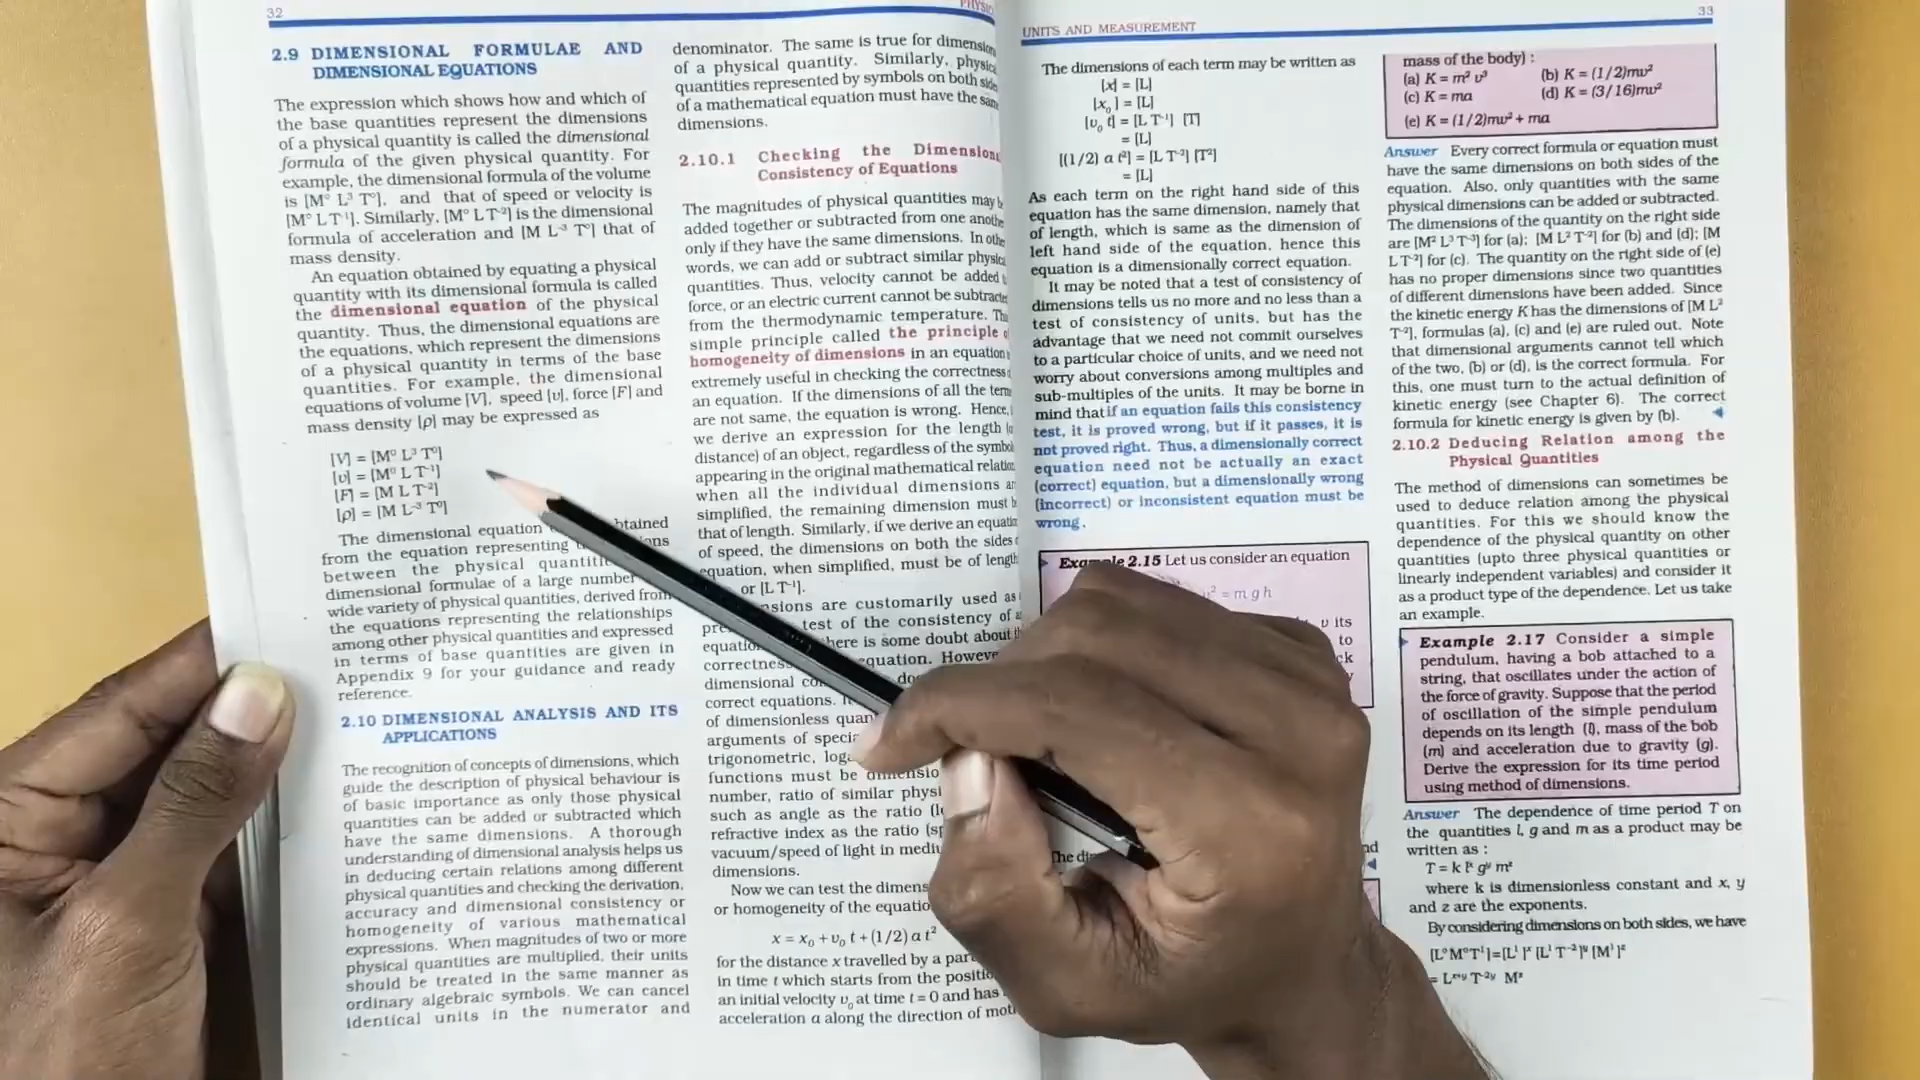 32
PHYSIC
2.9 DIMENSIONAL FORMULAE AND
DIMENSIONAL EQUATIONS
The expression which shows how and which of
the base quantities represent the dimensions
of a physical quantity is called the dimensional
formula of the given physical quantity. For
example, the dimensional formula of the volume
is [M° L³ T°], and that of speed or velocity is
[M° L T⁻¹]. Similarly, [M° L T⁻²] is the dimensional
formula of acceleration and [M L⁻³ T°] that of
mass density.
An equation obtained by equating a physical
quantity with its dimensional formula is called
the dimensional equation of the physical
quantity. Thus, the dimensional equations are
the equations, which represent the dimensions
of a physical quantity in terms of the base
quantities. For example, the dimensional
equations of volume [V], speed [v], force [F] and
mass density [ρ] may be expressed as
[V] = [M⁰ L³ T⁰]
[v] = [M⁰ L T⁻¹]
[F] = [M L T⁻²]
[ρ] = [M L⁻³ T⁰]
The dimensional equation
from the equation representing
between the physical
dimensional formulae of a large number
wide variety of physical quantities, derived from
the equations representing the relationships
among other physical quantities and expressed
in terms of base quantities are given in
Appendix 9 for your guidance and ready
reference.
2.10 DIMENSIONAL ANALYSIS AND ITS
APPLICATIONS
The recognition of concepts of dimensions, which
guide the description of physical behaviour is
of basic importance as only those physical
quantities can be added or subtracted which
have the same dimensions. A thorough
understanding of dimensional analysis helps us
in deducing certain relations among different
physical quantities and checking the derivation,
accuracy and dimensional consistency or
homogeneity of various mathematical
expressions. When magnitudes of two or more
physical quantities are multiplied, their units
should be treated in the same manner as
ordinary algebraic symbols. We can cancel
identical units in the numerator and
denominator. The same is true for dimension
of a physical quantity. Similarly, physic
quantities represented by symbols on both side
of a mathematical equation must have the sam
dimensions.
2.10.1 Checking the Dimension
Consistency of Equations
The magnitudes of physical quantities may b
added together or subtracted from one anoth
only if they have the same dimensions. In othe
words, we can add or subtract similar physica
quantities. Thus, velocity cannot be added
force, or an electric current cannot be subtracte
from the thermodynamic temperature. Th
simple principle called the principle o
homogeneity of dimensions in an equation
extremely useful in checking the correctness
an equation. If the dimensions of all the term
are not same, the equation is wrong. Hence,
we derive an expression for the length
distance) of an object, regardless of the symbol
appearing in the original mathematical relation
when all the individual dimensions ar
simplified, the remaining dimension must b
that of length. Similarly, if we derive an equatio
of speed, the dimensions on both the sides
equation, when simplified, must be of length
or [L T⁻¹].
are customarily used as
test of the consistency of
there is some doubt about
correctness equation. Howeve
dimensional
correct equations.
of dimensionless
arguments of
trigonometric,
functions must be
number, ratio of similar
such as angle as the ratio
refractive index as the ratio
vacuum/speed of light in
dimensions.
Now we can test the
or homogeneity of the
x = x₀ + v₀ t + (1/2) a t²
for the distance x travelled by a
in time t which starts from the
an initial velocity v₀ at time t = 0 and has
acceleration a along the direction of
UNITS AND MEASUREMENT
33
The dimensions of each term may be written as
[x] = [L]
[x₀] = [L]
[v₀ t] = [L T⁻¹] [T]
= [L]
[(1/2) a t²] = [L T⁻²] [T²]
= [L]
As each term on the right hand side of this
equation has the same dimension, namely that
of length, which is same as the dimension of
left hand side of the equation, hence this
equation is a dimensionally correct equation.
It may be noted that a test of consistency of
dimensions tells us no more and no less than a
test of consistency of units, but has the
advantage that we need not commit ourselves
to a particular choice of units, and we need not
worry about conversions among multiples and
sub-multiples of the units. It may be borne in
mind that if an equation fails this consistency
test, it is proved wrong, but if it passes, it is
not proved right. Thus, a dimensionally correct
equation need not be actually an exact
(correct) equation, but a dimensionally wrong
(incorrect) or inconsistent equation must be
wrong.
Example 2.15 Let us consider an equation
= m g h
v its
to
mass of the body) :
(a) K = m² v³ (b) K = (1/2)mv²
(c) K = ma (d) K = (3/16)mv²
(e) K = (1/2)mv² + ma
Answer Every correct formula or equation must
have the same dimensions on both sides of the
equation. Also, only quantities with the same
physical dimensions can be added or subtracted.
The dimensions of the quantity on the right side
are [M² L³ T⁻³] for (a); [M L² T⁻²] for (b) and (d); [M
L T⁻²] for (c). The quantity on the right side of (e)
has no proper dimensions since two quantities
of different dimensions have been added. Since
the kinetic energy K has the dimensions of [M L²
T⁻²], formulas (a), (c) and (e) are ruled out. Note
that dimensional arguments cannot tell which
of the two, (b) or (d), is the correct formula. For
this, one must turn to the actual definition of
kinetic energy (see Chapter 6). The correct
formula for kinetic energy is given by (b).
2.10.2 Deducing Relation among the
Physical Quantities
The method of dimensions can sometimes be
used to deduce relation among the physical
quantities. For this we should know the
dependence of the physical quantity on other
quantities (upto three physical quantities or
linearly independent variables) and consider it
as a product type of the dependence. Let us take
an example.
Example 2.17 Consider a simple
pendulum, having a bob attached to a
string, that oscillates under the action of
the force of gravity. Suppose that the period
of oscillation of the simple pendulum
depends on its length (l), mass of the bob
(m) and acceleration due to gravity (g).
Derive the expression for its time period
using method of dimensions.
Answer The dependence of time period T on
the quantities l, g and m as a product may be
written as :
T = k lˣ gʸ mᶻ
where k is dimensionless constant and x, y
and z are the exponents.
By considering dimensions on both sides, we have
[L⁰M⁰T¹]=[L¹]ˣ [L¹ T⁻²]ʸ [M¹]ᶻ
= Lˣ⁺ʸ T⁻²ʸ Mᶻ